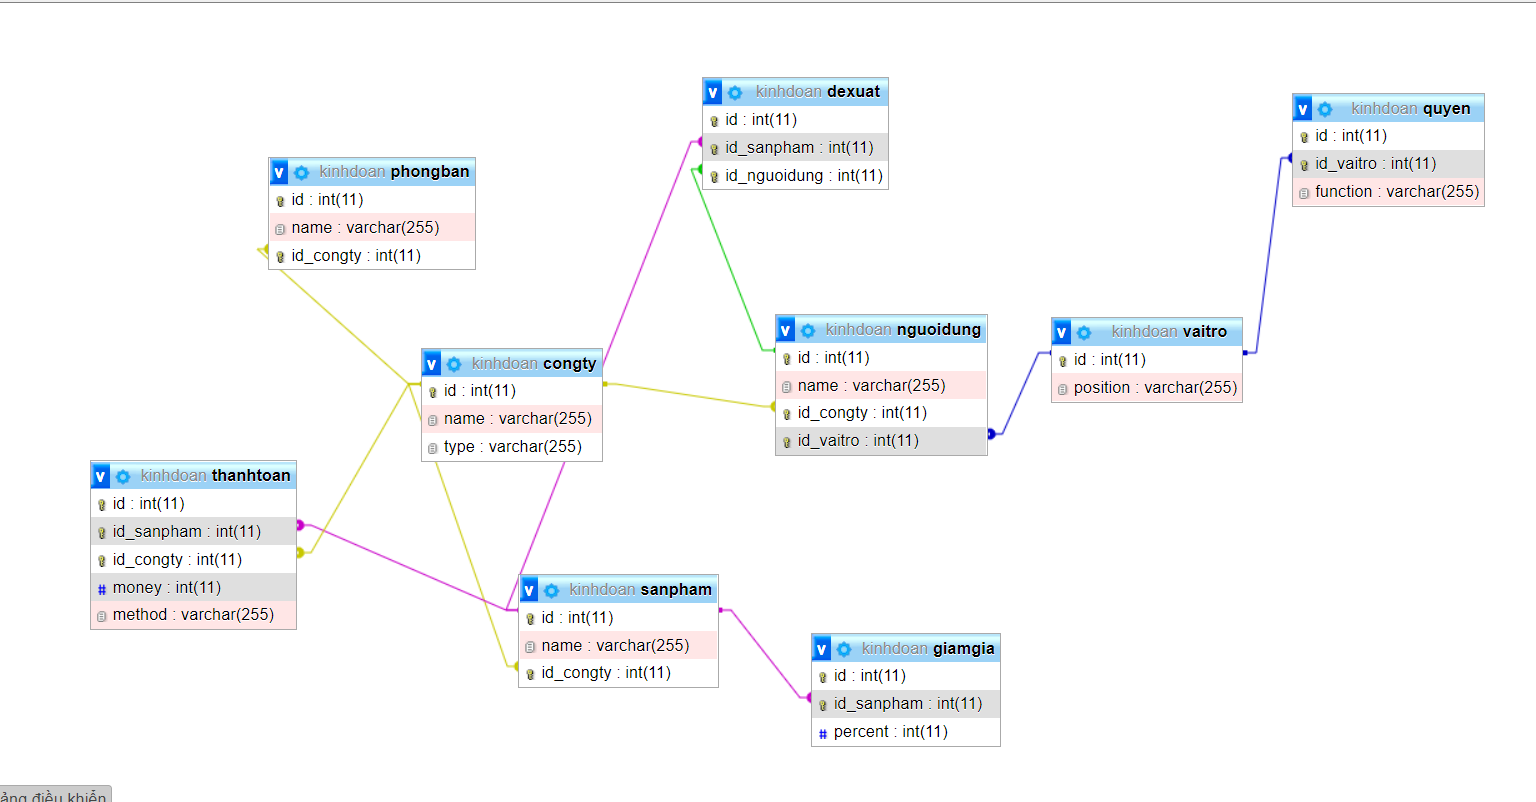 v kinhdoan dexuat
id : int(11)
id_sanpham : int(11)
id_nguoidung : int(11)
v kinhdoan quyen
id : int(11)
id_vaitro : int(11)
function : varchar(255)
v kinhdoan phongban
id : int(11)
name : varchar(255)
id_congty : int(11)
v kinhdoan nguoidung
id : int(11)
name : varchar(255)
id_congty : int(11)
id_vaitro : int(11)
v kinhdoan vaitro
id : int(11)
position : varchar(255)
v kinhdoan congty
id : int(11)
name : varchar(255)
type : varchar(255)
v kinhdoan thanhtoan
id : int(11)
id_sanpham : int(11)
id_congty : int(11)
# money : int(11)
method : varchar(255)
v kinhdoan sanpham
id : int(11)
name : varchar(255)
id_congty : int(11)
v kinhdoan giamgia
id : int(11)
id_sanpham : int(11)
# percent : int(11)
ảng điều khiển